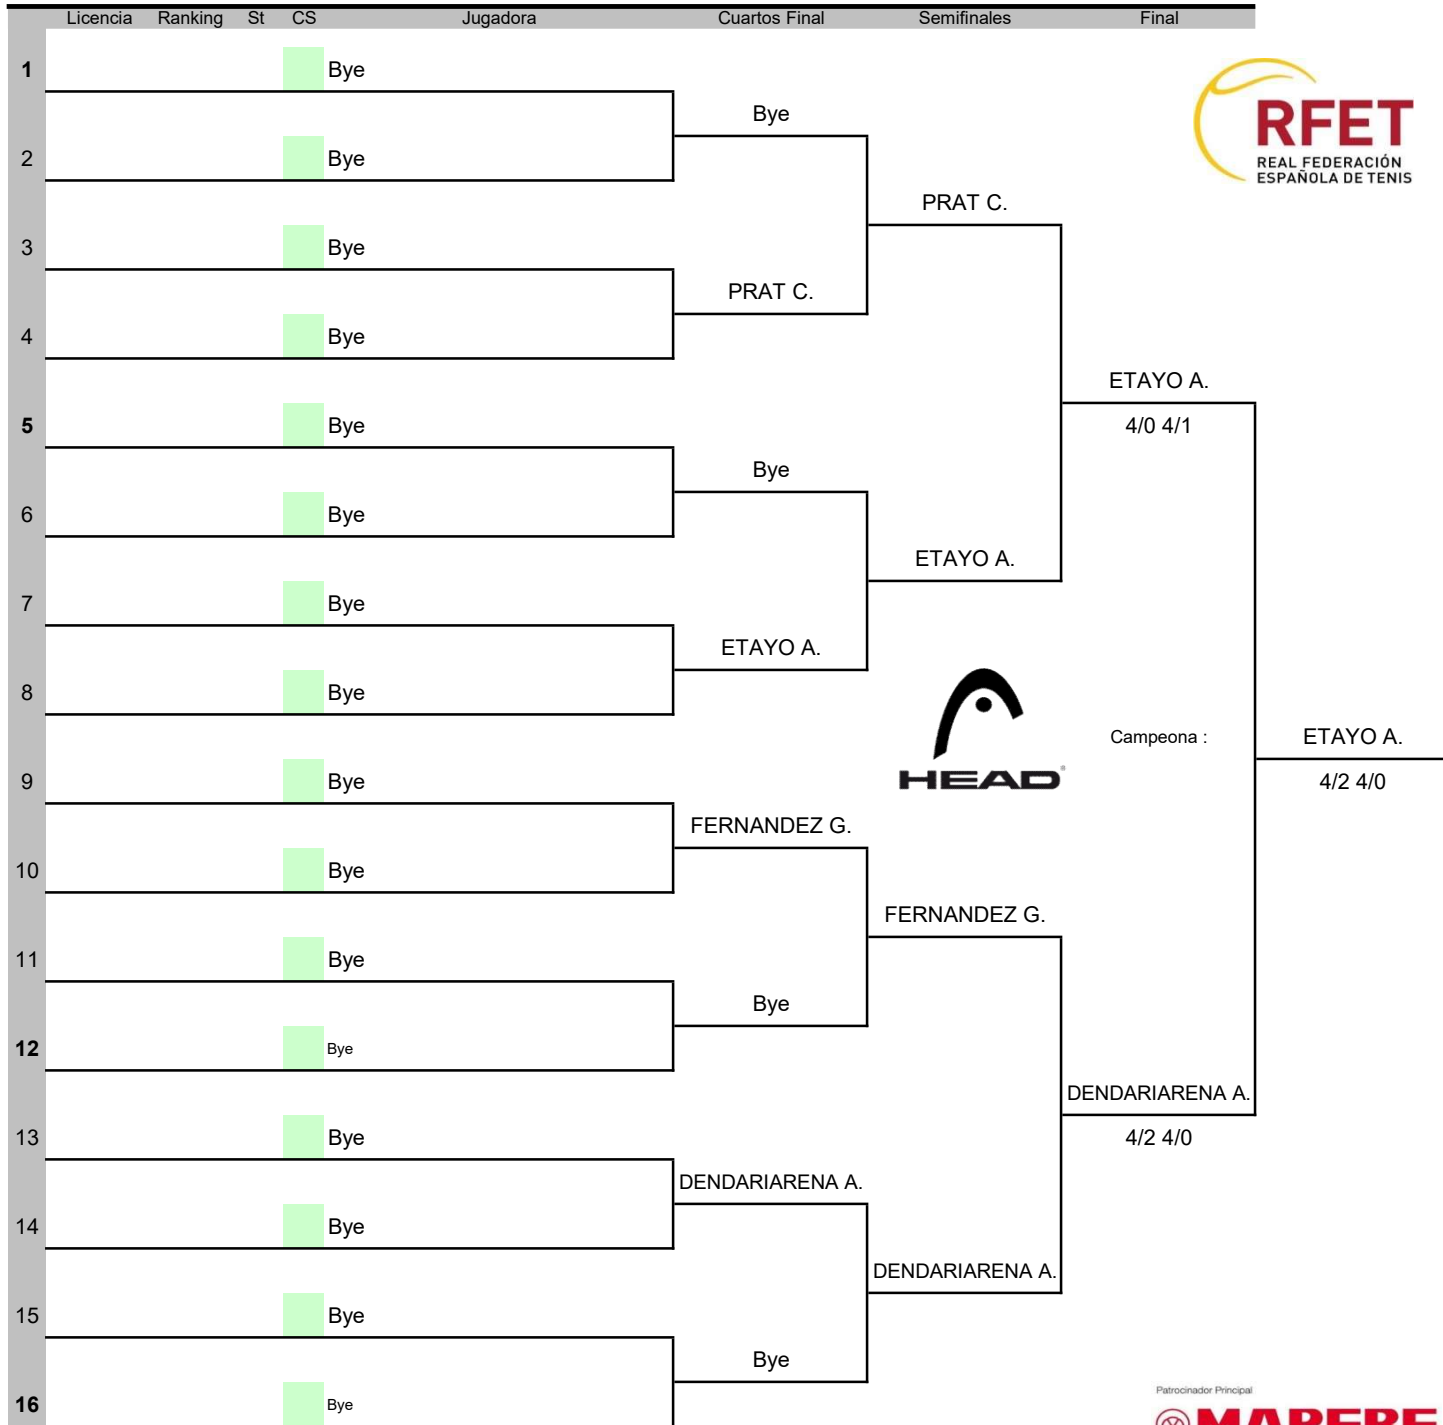 Licencia Ranking St CS Jugadora Cuartos Final Semifinales Final
1 Bye
Bye
2 Bye
RFET
REAL FEDERACIÓN
ESPAÑOLA DE TENIS
PRAT C.
3 Bye
PRAT C.
4 Bye
ETAYO A.
5 Bye 4/0 4/1
Bye
6 Bye
ETAYO A.
7 Bye
ETAYO A.
8 Bye
Campeona : ETAYO A.
HEAD
9 Bye 4/2 4/0
FERNANDEZ G.
10 Bye
FERNANDEZ G.
11 Bye
Bye
12 Bye
DENDARIARENA A.
13 Bye 4/2 4/0
DENDARIARENA A.
14 Bye
DENDARIARENA A.
15 Bye
Bye
16 Bye
Patrocinador Principal
MAPFRE